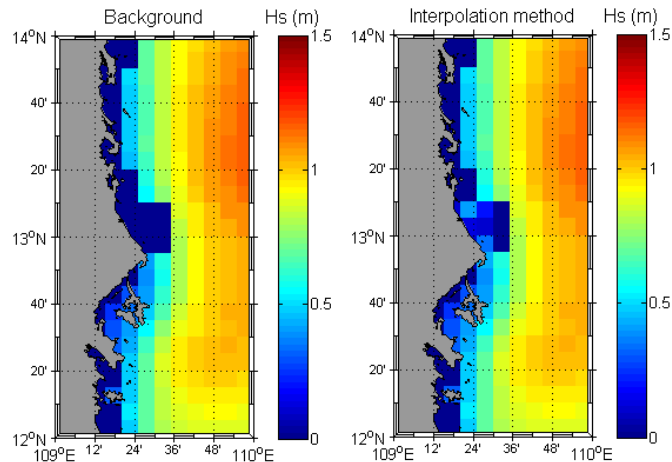 Background
Hs (m)
14°N
40'
20'
13°N
40'
20'
12°N
109°E
12'
24'
36'
48'
110°E
1.5
1
0.5
0
Interpolation method
Hs (m)
14°N
40'
20'
13°N
40'
20'
12°N
109°E
12'
24'
36'
48'
110°E
1.5
1
0.5
0